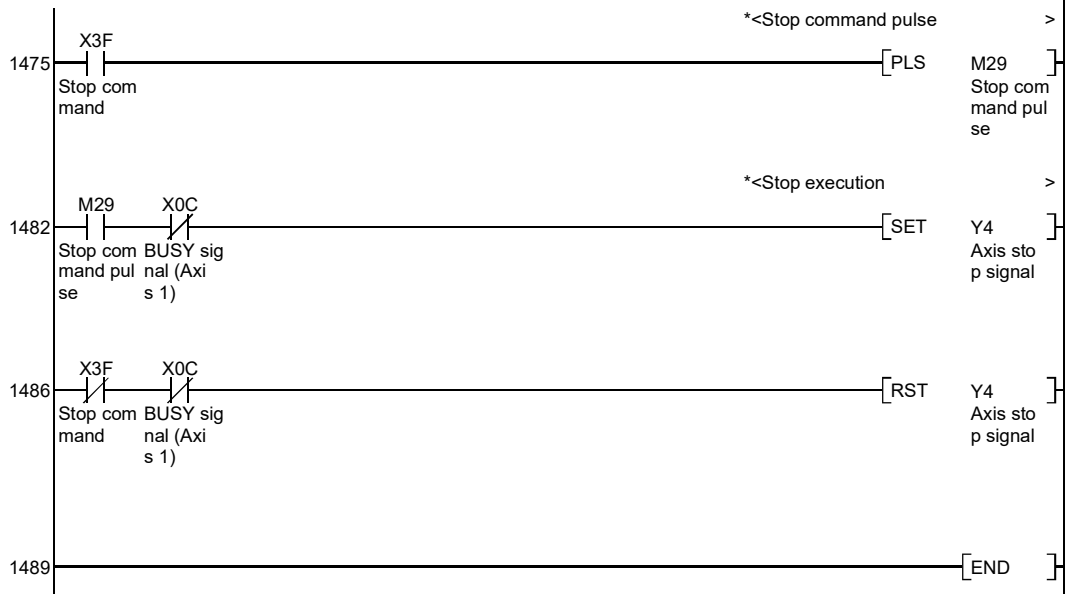 *<Stop command pulse >
X3F
1475 PLS M29
Stop com
mand
Stop com
mand pul
se
*<Stop execution >
M29 X0C
1482 SET Y4
Stop com BUSY sig Axis sto
mand pul nal (Axi p signal
se s 1)
X3F X0C
1486 RST Y4
Stop com BUSY sig Axis sto
mand nal (Axi p signal
s 1)
1489 END